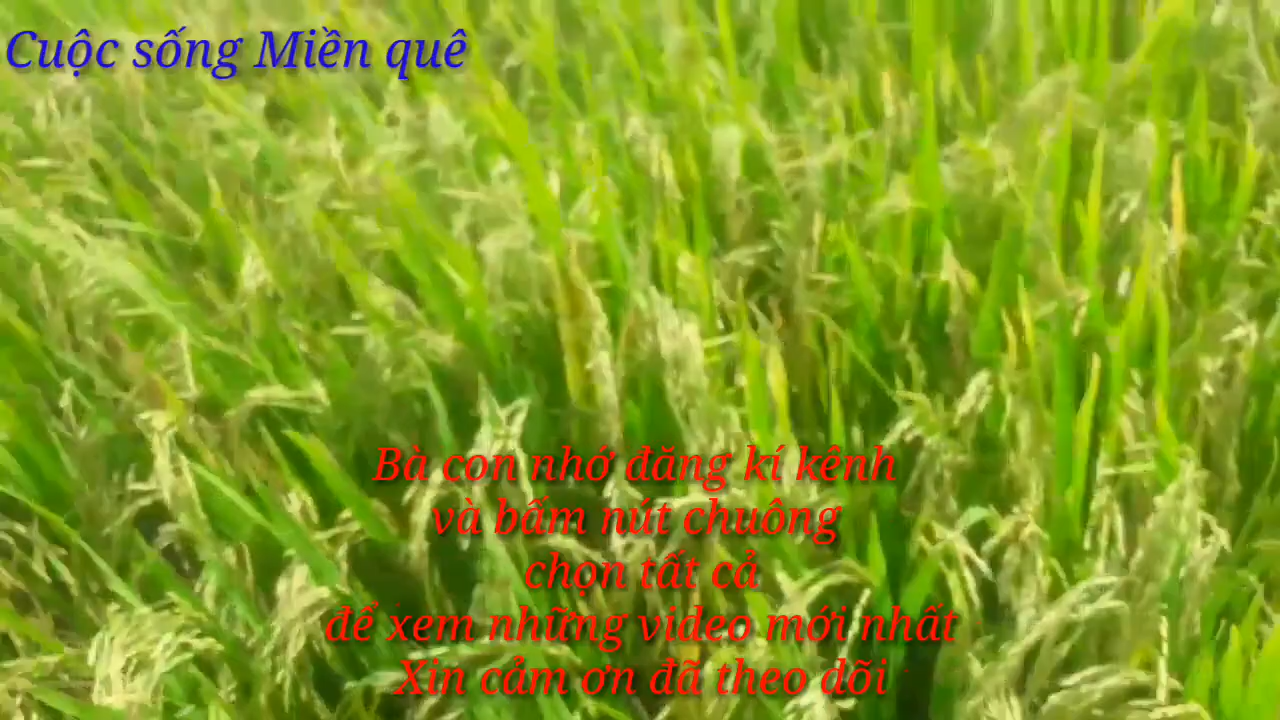 Cuộc sống Miền quê
Bà con nhớ đăng kí kênh
và bấm nút chuông
chọn tất cả
để xem những video mới nhất
Xin cảm ơn đã theo dõi